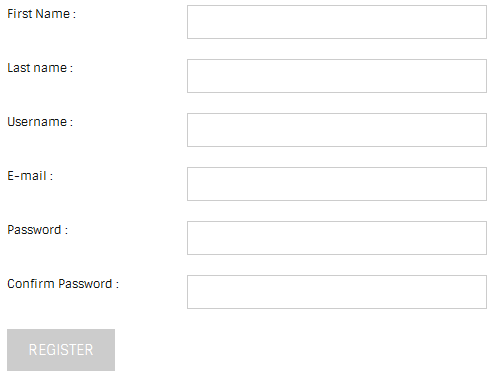 First Name :
Last name :
Username :
E-mail :
Password :
Confirm Password :
REGISTER